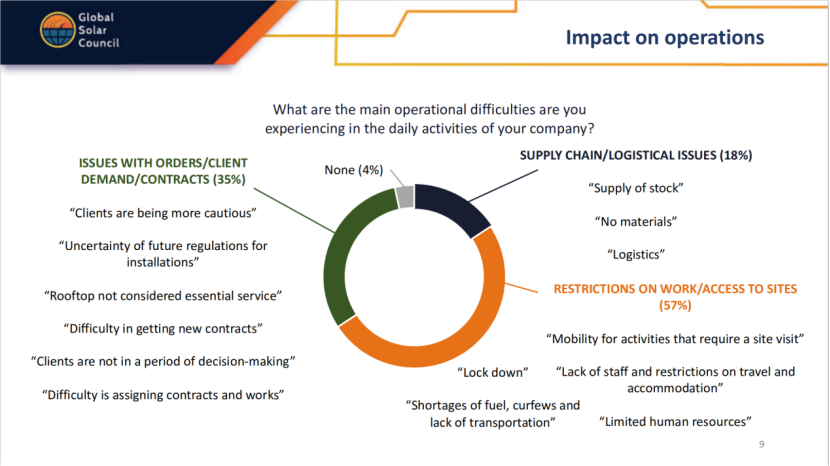 Global
Solar
Council
Impact on operations
What are the main operational difficulties are you
experiencing in the daily activities of your company?
ISSUES WITH ORDERS/CLIENT
DEMAND/CONTRACTS (35%)
“Clients are being more cautious”
“Uncertainty of future regulations for
installations”
“Rooftop not considered essential service”
“Difficulty in getting new contracts”
“Clients are not in a period of decision-making”
“Difficulty is assigning contracts and works”
None (4%)
SUPPLY CHAIN/LOGISTICAL ISSUES (18%)
“Supply of stock”
“No materials”
“Logistics”
RESTRICTIONS ON WORK/ACCESS TO SITES
(57%)
“Mobility for activities that require a site visit”
“Lock down”
“Lack of staff and restrictions on travel and
accommodation”
“Shortages of fuel, curfews and
lack of transportation”
“Limited human resources”
9